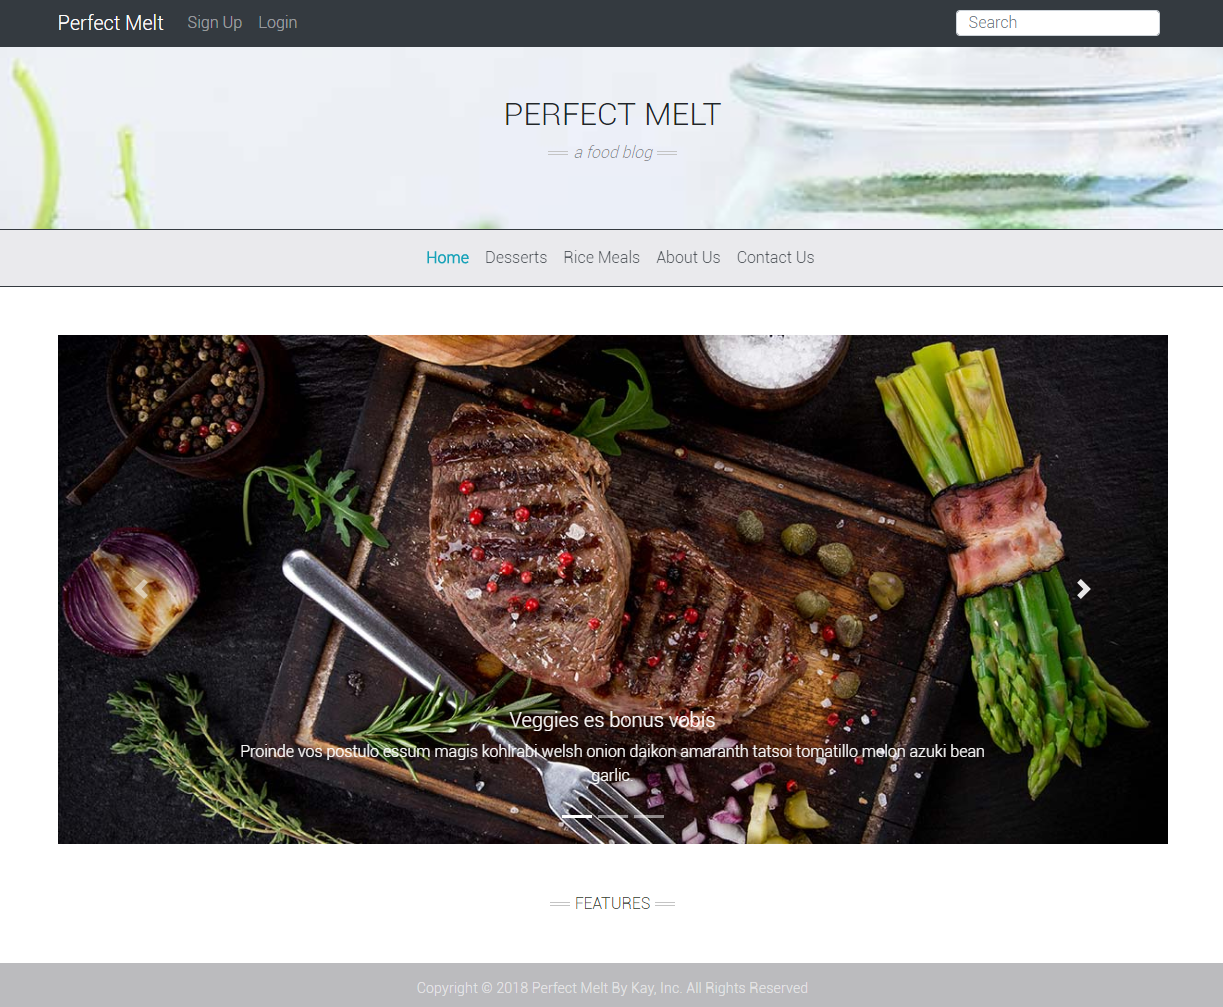 Perfect Melt Sign Up Login Search
PERFECT MELT
a food blog
Home Desserts Rice Meals About Us Contact Us
Veggies es bonus vobis
Proinde vos postulo essum magis kohlrabi welsh onion daikon amaranth tatsoi tomatillo melon azuki bean
garlic.
FEATURES
Copyright © 2018 Perfect Melt By Kay, Inc. All Rights Reserved